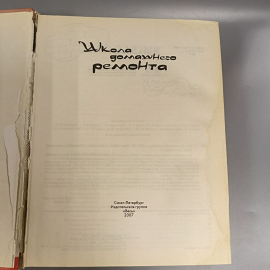 Школа
домашнего
ремонта
Санкт-Петербург
Издательская группа
«Весь»
2007